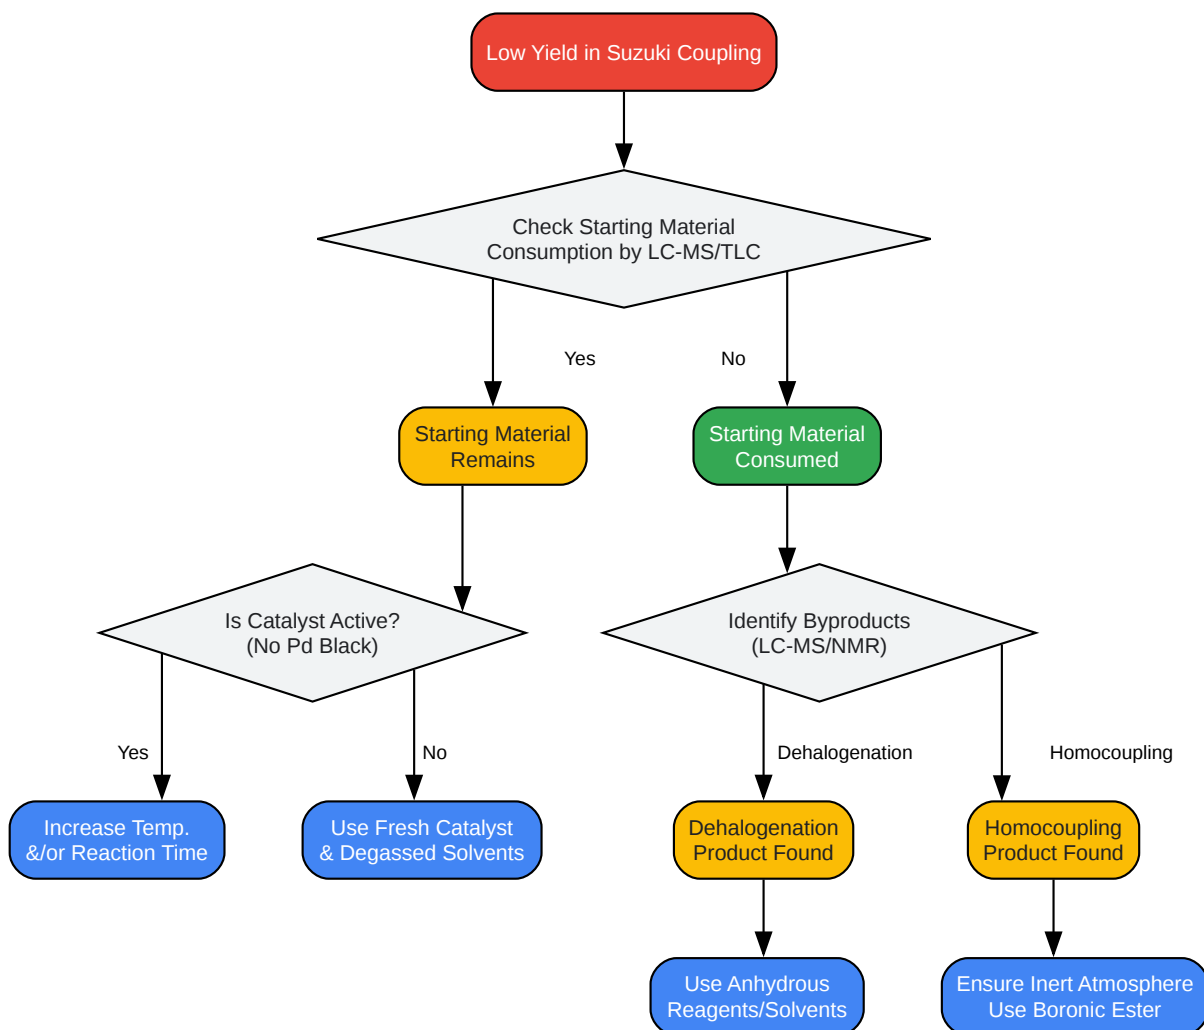 Low Yield in Suzuki Coupling
Check Starting Material
Consumption by LC-MS/TLC
Yes
No
Starting Material
Remains
Starting Material
Consumed
Is Catalyst Active?
(No Pd Black)
Identify Byproducts
(LC-MS/NMR)
Yes
No
Dehalogenation
Homocoupling
Increase Temp.
&/or Reaction Time
Use Fresh Catalyst
& Degassed Solvents
Dehalogenation
Product Found
Homocoupling
Product Found
Use Anhydrous
Reagents/Solvents
Ensure Inert Atmosphere
Use Boronic Ester